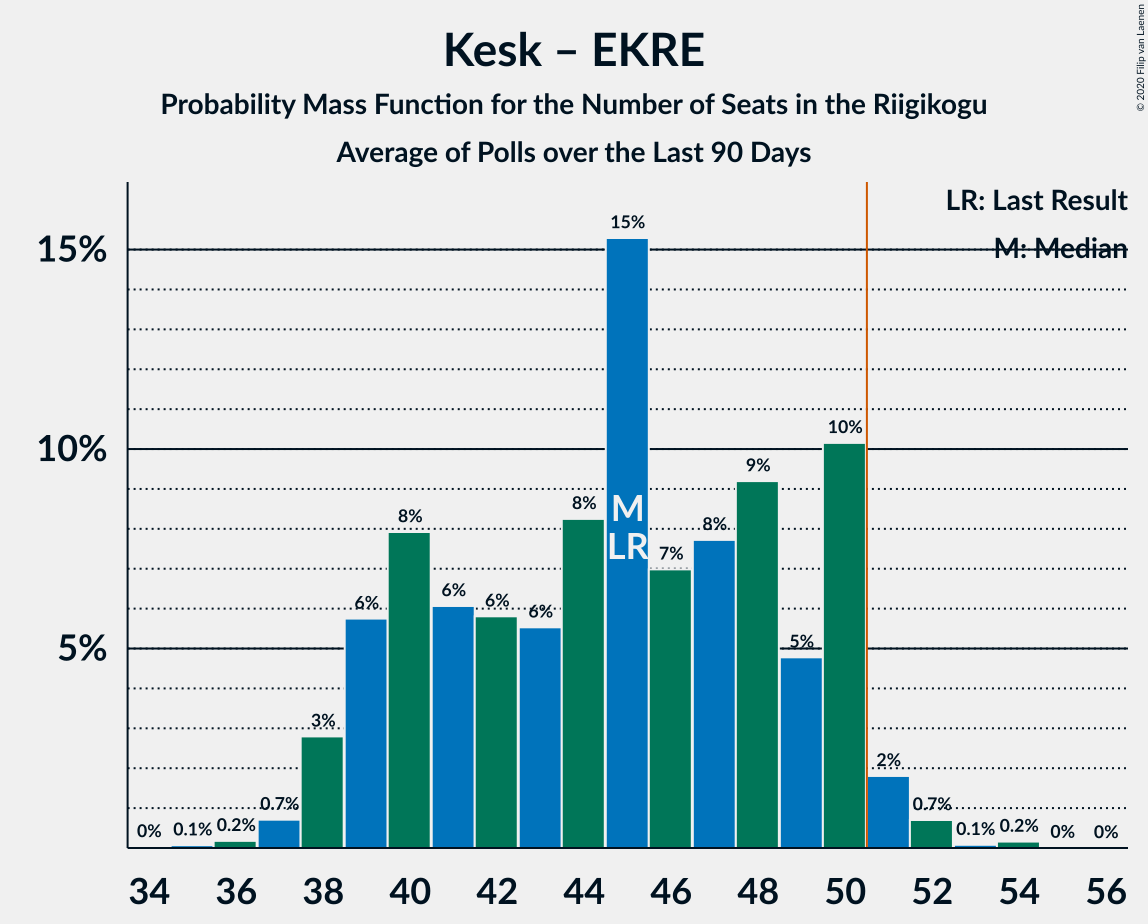 Kesk – EKRE
Probability Mass Function for the Number of Seats in the Riigikogu
Average of Polls over the Last 90 Days
© 2020 Filip van Laenen
LR: Last Result
M: Median
15%
10%
5%
0%
0.1%
0.2%
0.7%
3%
6%
8%
6%
6%
6%
8%
15%
7%
8%
9%
5%
10%
2%
0.7%
0.1%
0.2%
0%
0%
M
LR
34 36 38 40 42 44 46 48 50 52 54 56